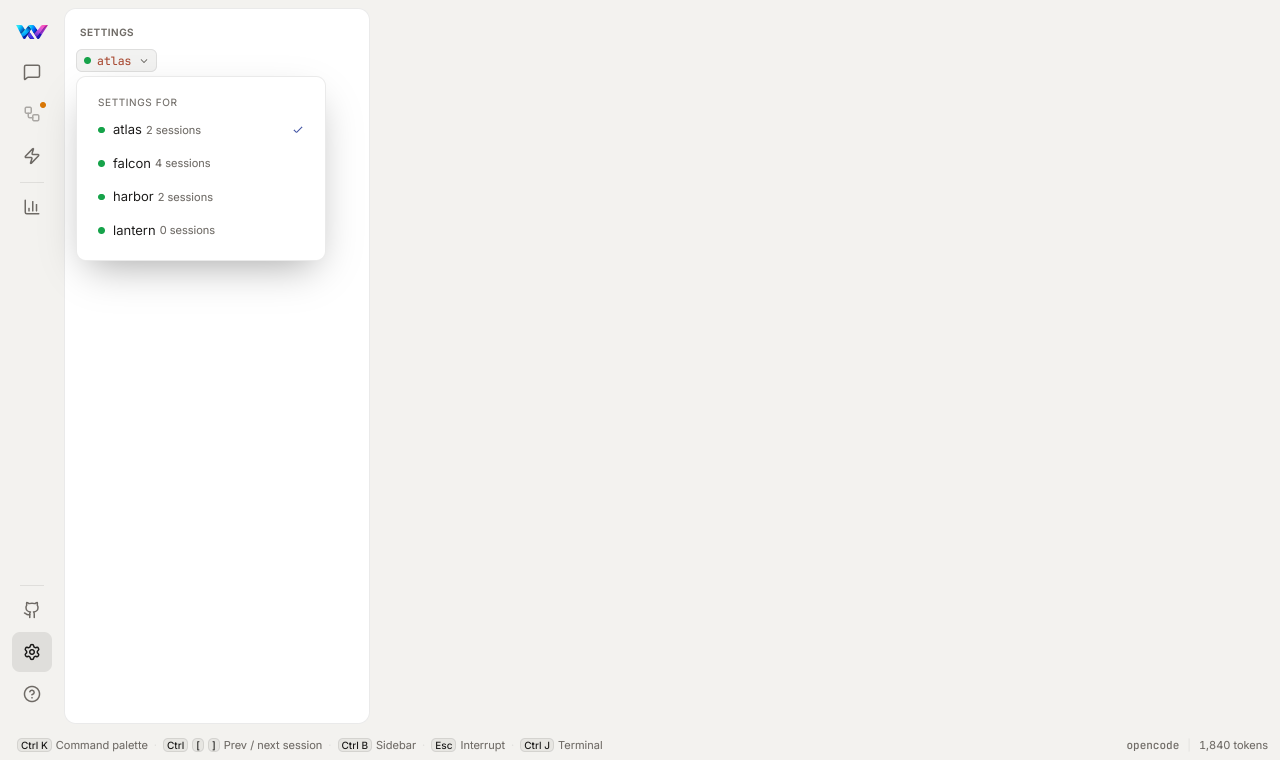 SETTINGS
atlas
SETTINGS FOR
atlas 2 sessions
falcon 4 sessions
harbor 2 sessions
lantern 0 sessions
Ctrl K Command palette Ctrl [ ] Prev / next session Ctrl B Sidebar Esc Interrupt Ctrl J Terminal opencode 1,840 tokens